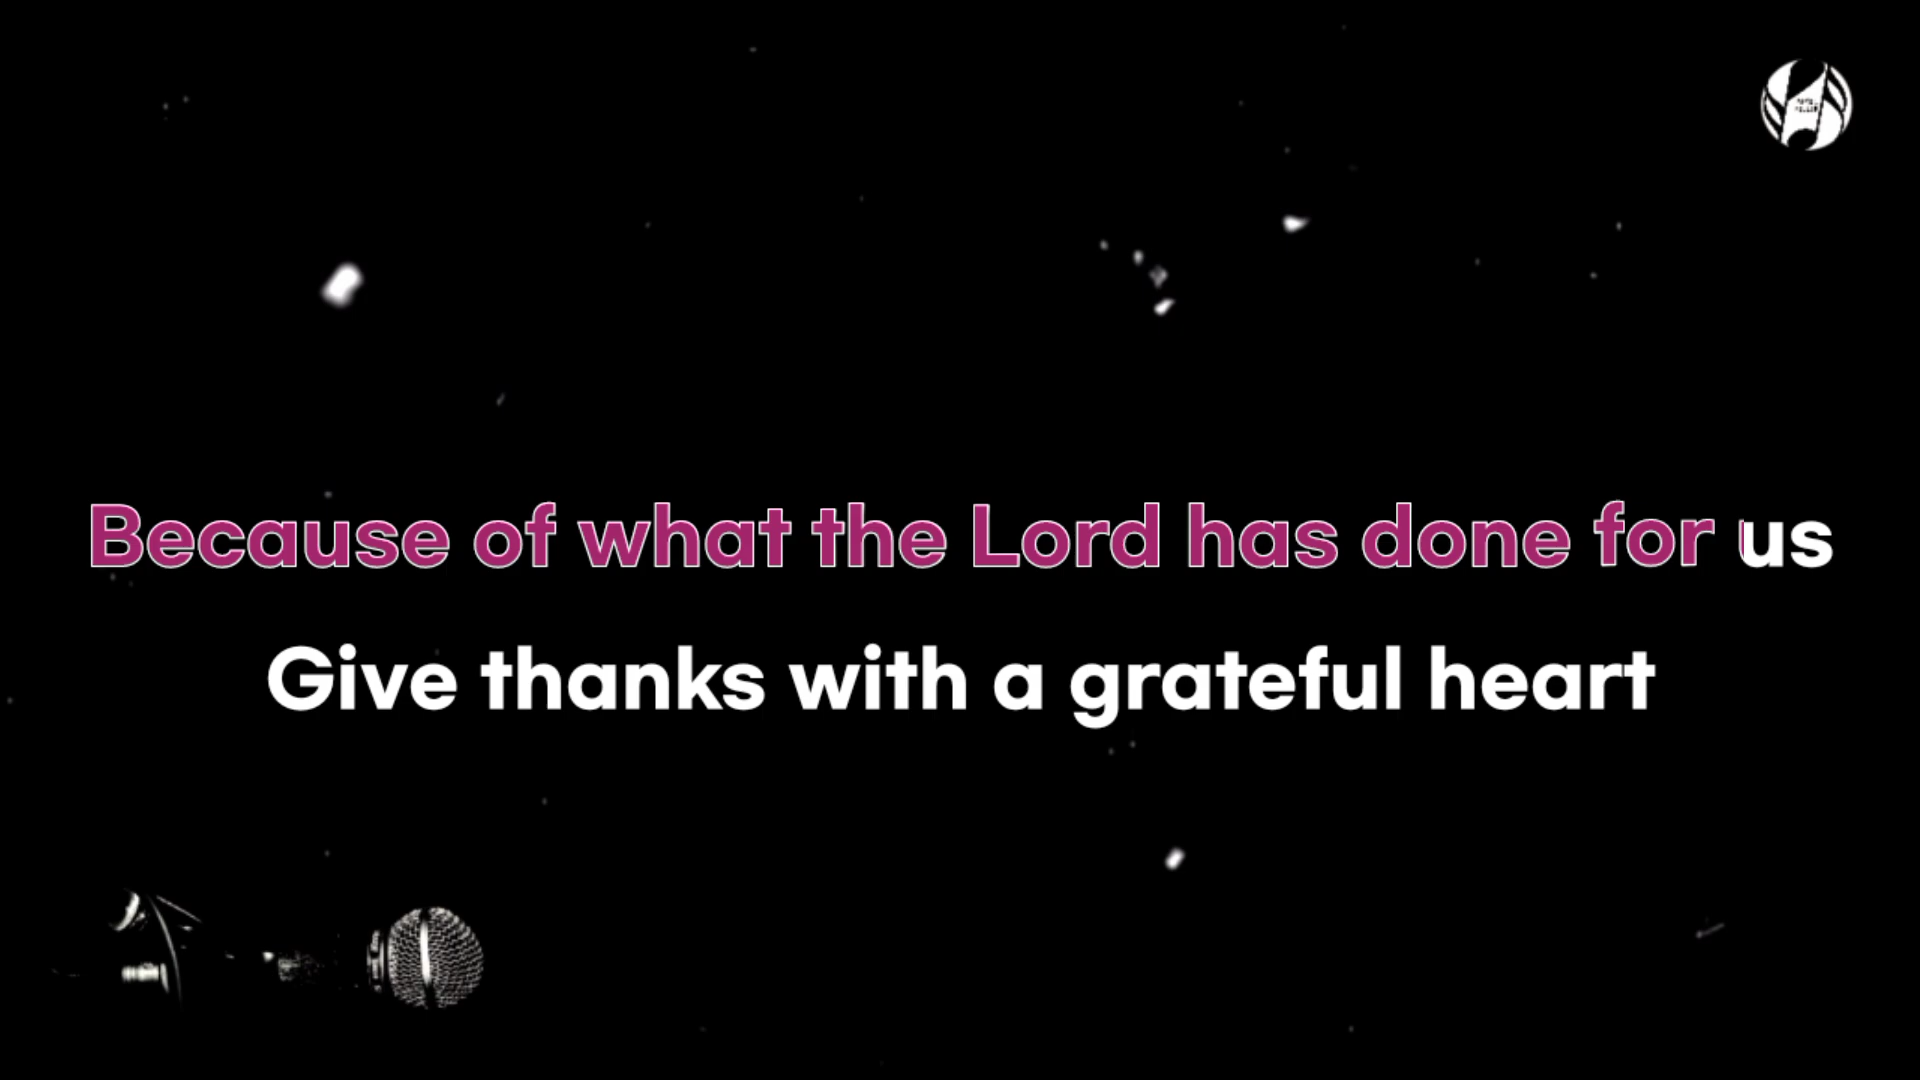 Because of what the Lord has done for us
Give thanks with a grateful heart